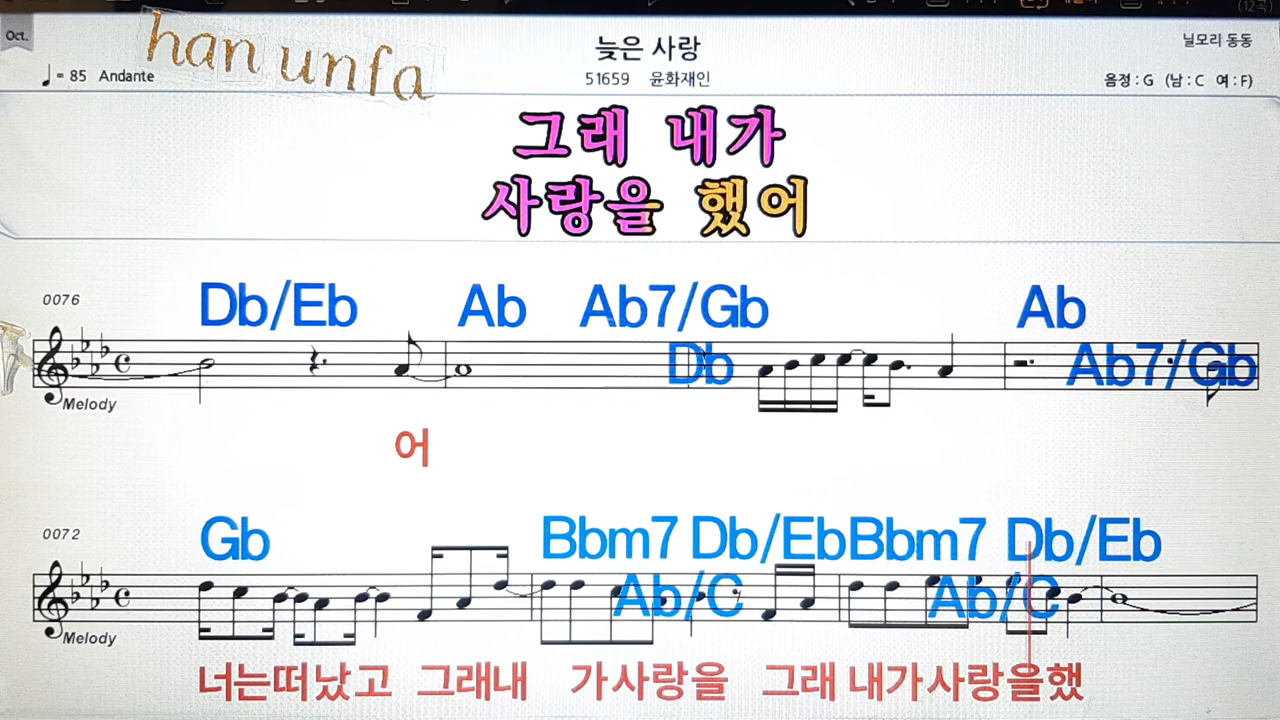 Oct.
han unfa
늦은 사랑
닐모리 동동
= 85 Andante
51659 윤화재인
음정 : G (남 : C 여 : F)
그래 내가
사랑을 했어
0076
Db/Eb Ab Ab7/Gb Ab
Db Ab7/Gb
Melody
어
0072
Gb Bbm7 Db/Eb Bbm7 Db/Eb
Ab/C Ab/C
Melody
너는떠났고 그래내 가사랑을 그래 내가사랑을했